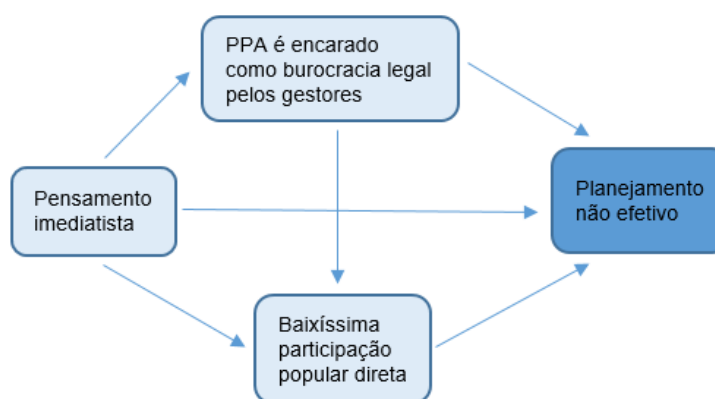 PPA é encarado
como burocracia legal
pelos gestores
Pensamento
imediatista
Planejamento
não efetivo
Baixíssima
participação
popular direta